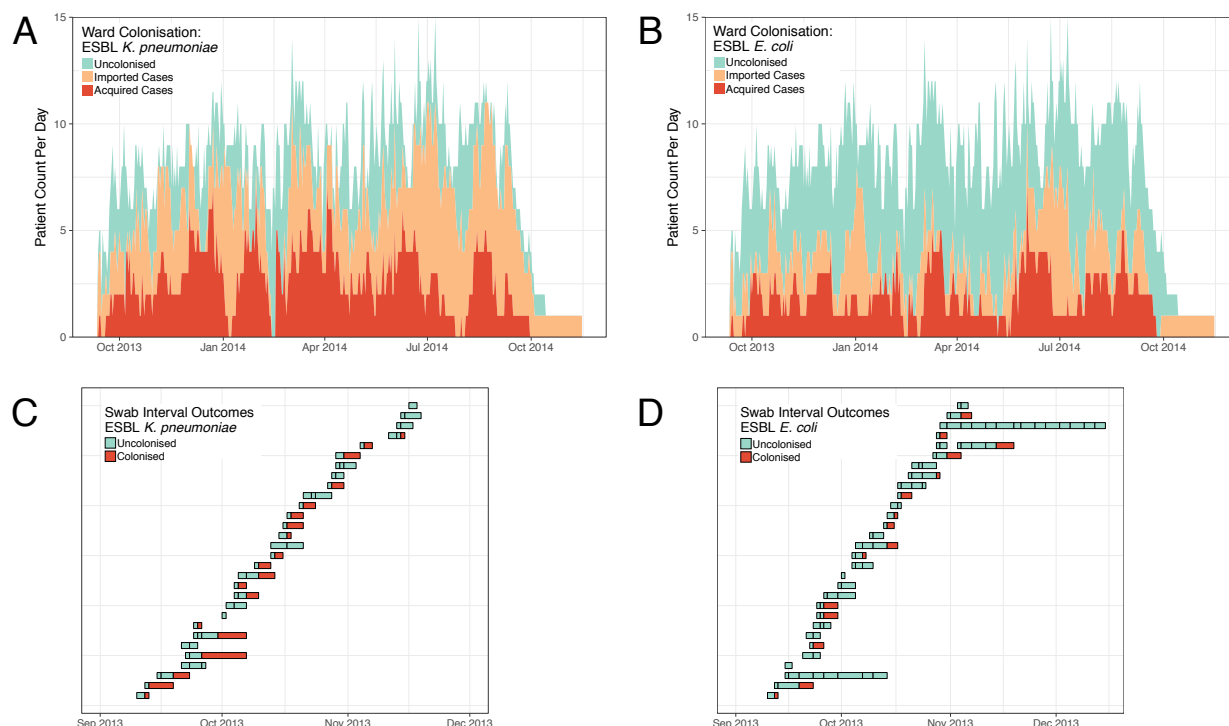 A
Ward Colonisation:
ESBL K. pneumoniae
Uncolonised
Imported Cases
Acquired Cases
Patient Count Per Day
15
10
5
0
Oct 2013
Jan 2014
Apr 2014
Jul 2014
Oct 2014
B
Ward Colonisation:
ESBL E. coli
Uncolonised
Imported Cases
Acquired Cases
Patient Count Per Day
15
10
5
0
Oct 2013
Jan 2014
Apr 2014
Jul 2014
Oct 2014
C
Swab Interval Outcomes
ESBL K. pneumoniae
Uncolonised
Colonised
Sep 2013
Oct 2013
Nov 2013
Dec 2013
D
Swab Interval Outcomes
ESBL E. coli
Uncolonised
Colonised
Sep 2013
Oct 2013
Nov 2013
Dec 2013